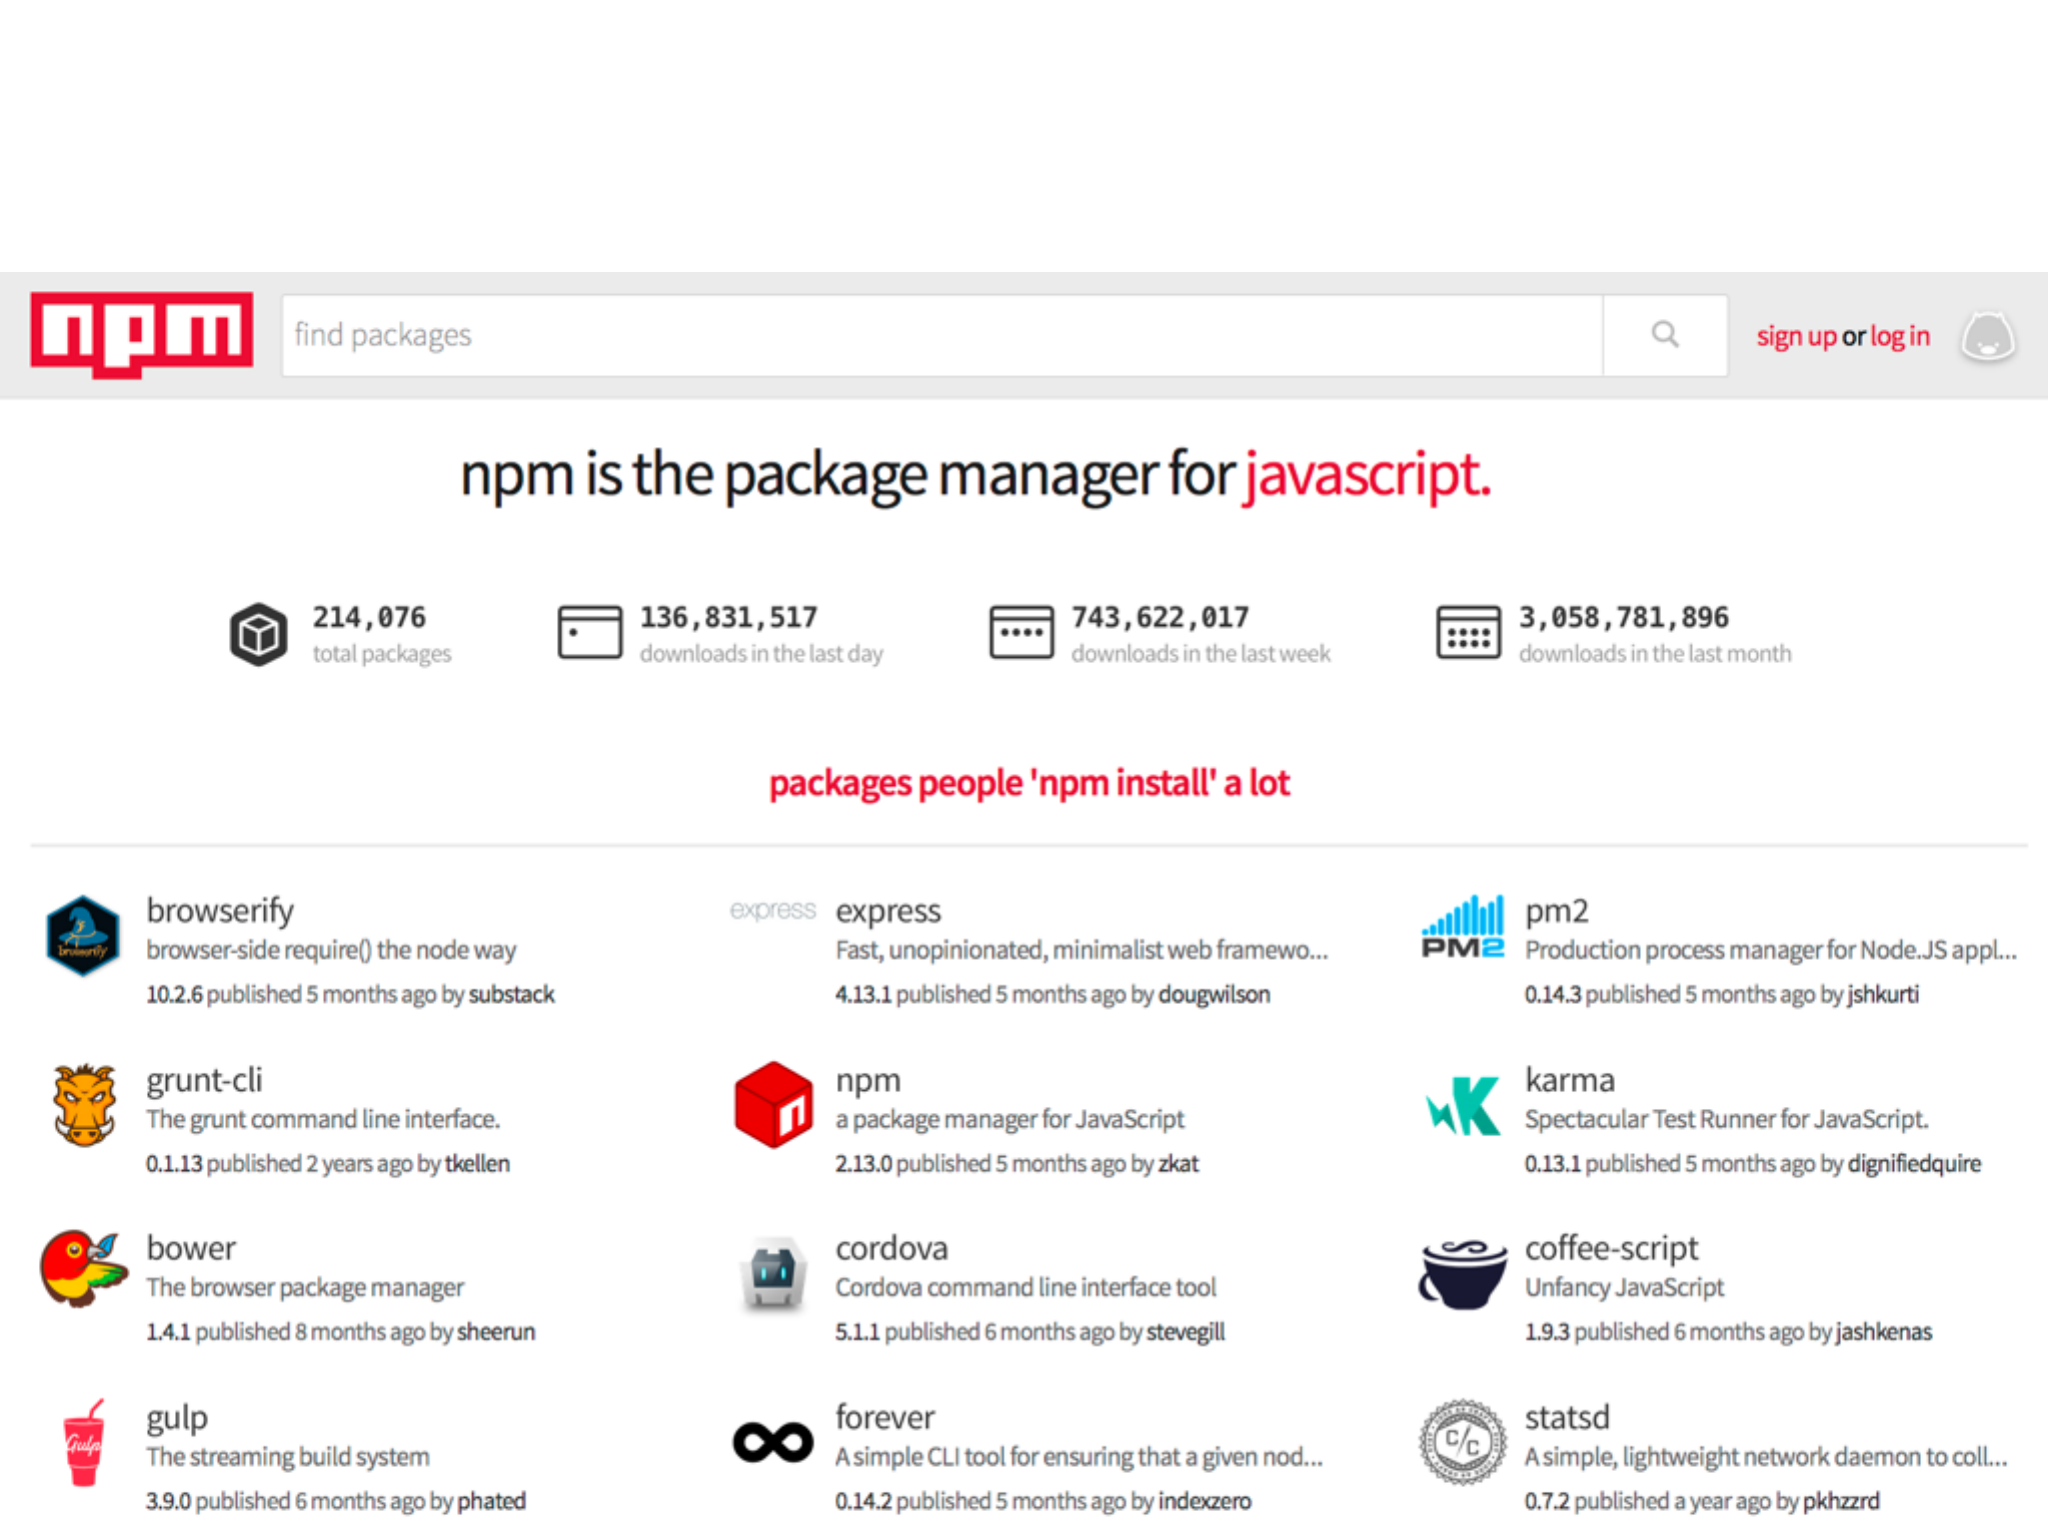 npm
find packages
sign up or log in
npm is the package manager for javascript.
214,076
total packages
136,831,517
downloads in the last day
743,622,017
downloads in the last week
3,058,781,896
downloads in the last month
packages people 'npm install' a lot
browserify
browserify
browser-side require() the node way
10.2.6 published 5 months ago by substack
express
express
Fast, unopinionated, minimalist web framewo...
4.13.1 published 5 months ago by dougwilson
PM2
pm2
Production process manager for Node.JS appl...
0.14.3 published 5 months ago by jshkurti
grunt-cli
The grunt command line interface.
0.1.13 published 2 years ago by tkellen
n
npm
a package manager for JavaScript
2.13.0 published 5 months ago by zkat
K
karma
Spectacular Test Runner for JavaScript.
0.13.1 published 5 months ago by dignifiedquire
bower
The browser package manager
1.4.1 published 8 months ago by sheerun
cordova
Cordova command line interface tool
5.1.1 published 6 months ago by stevegill
coffee-script
Unfancy JavaScript
1.9.3 published 6 months ago by jashkenas
Gulp
gulp
The streaming build system
3.9.0 published 6 months ago by phated
forever
A simple CLI tool for ensuring that a given nod...
0.14.2 published 5 months ago by indexzero
C/C
statsd
A simple, lightweight network daemon to coll...
0.7.2 published a year ago by pkhzzrd